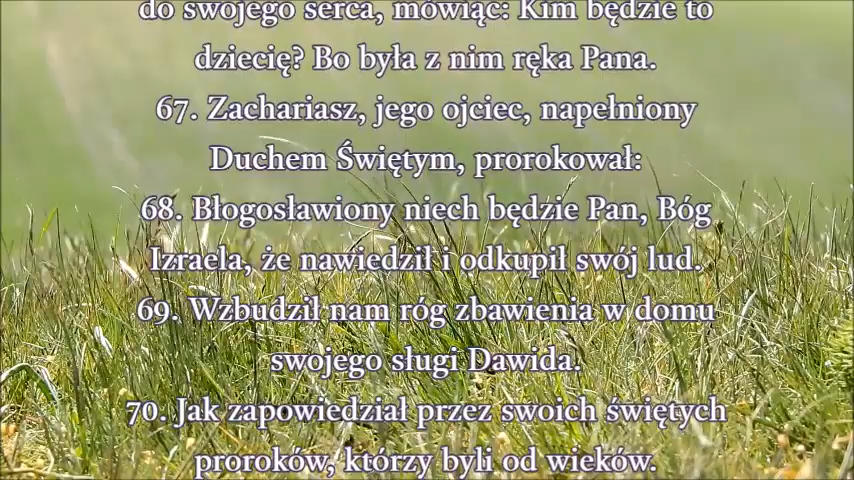 do swojego serca, mówiąc: Kim będzie to
dziecię? Bo była z nim ręka Pana.
67. Zachariasz, jego ojciec, napełniony
Duchem Świętym, prorokował:
68. Błogosławiony niech będzie Pan, Bóg
Izraela, że nawiedził i odkupił swój lud.
69. Wzbudził nam róg zbawienia w domu
swojego sługi Dawida.
70. Jak zapowiedział przez swoich świętych
proroków, którzy byli od wieków.